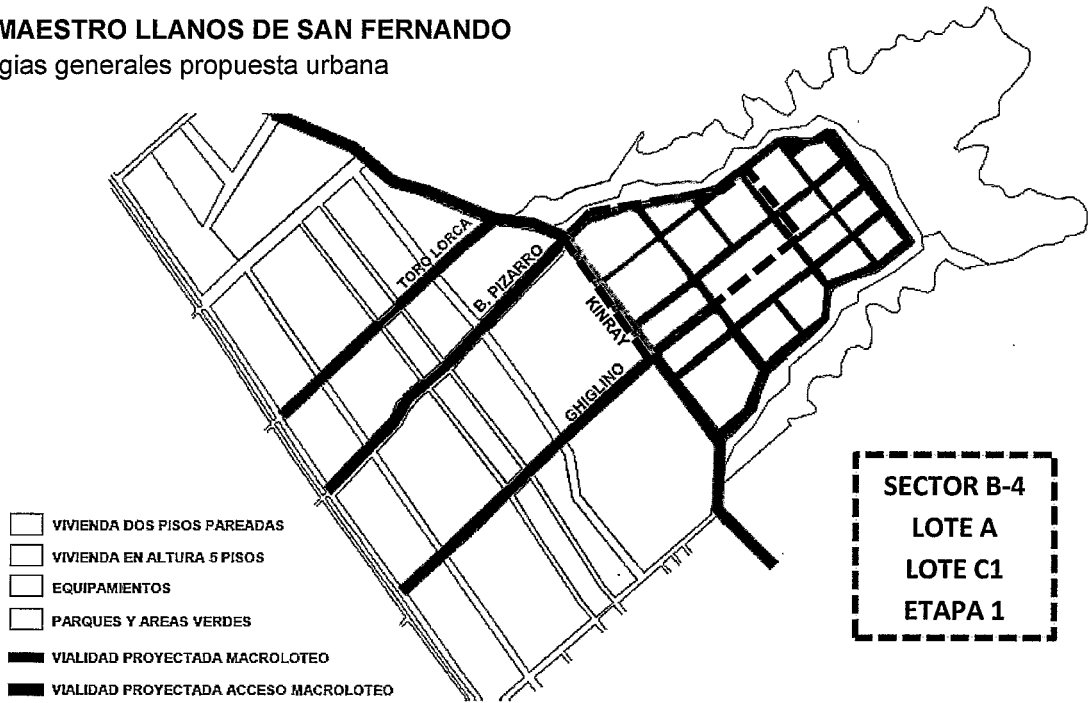 MAESTRO LLANOS DE SAN FERNANDO
gias generales propuesta urbana
TORO LORCA
B. PIZARRO
KINRAY
GHIGLINO
SECTOR B-4
LOTE A
LOTE C1
ETAPA 1
VIVIENDA DOS PISOS PAREADAS
VIVIENDA EN ALTURA 5 PISOS
EQUIPAMIENTOS
PARQUES Y AREAS VERDES
VIALIDAD PROYECTADA MACROLOTEO
VIALIDAD PROYECTADA ACCESO MACROLOTEO